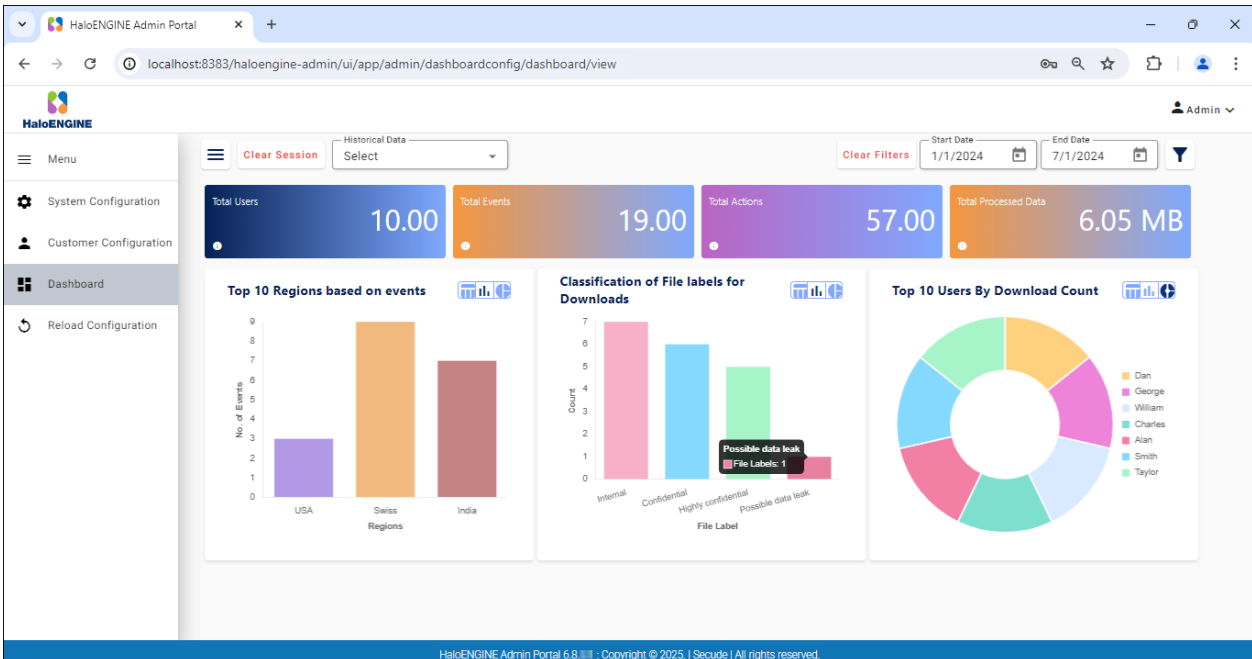 HaloENGINE Admin Portal
localhost:8383/haloengine-admin/ui/app/admin/dashboardconfig/dashboard/view
HaloENGINE
Admin
Menu
System Configuration
Customer Configuration
Dashboard
Reload Configuration
Clear Session
Historical Data
Select
Clear Filters
Start Date
1/1/2024
End Date
7/1/2024
Total Users
10.00
Total Events
19.00
Total Actions
57.00
Total Processed Data
6.05 MB
Top 10 Regions based on events
9
8
7
6
5
4
3
2
1
0
No. of Events
USA
Swiss
India
Regions
Classification of File labels for
Downloads
7
6
5
4
3
2
1
0
Count
Possible data leak
File Labels: 1
Internal
Confidential
Highly confidential
Possible data leak
File Label
Top 10 Users By Download Count
Dan
George
William
Charles
Alan
Smith
Taylor
HaloENGINE Admin Portal 6.8. : Copyright © 2025. | Secude | All rights reserved.